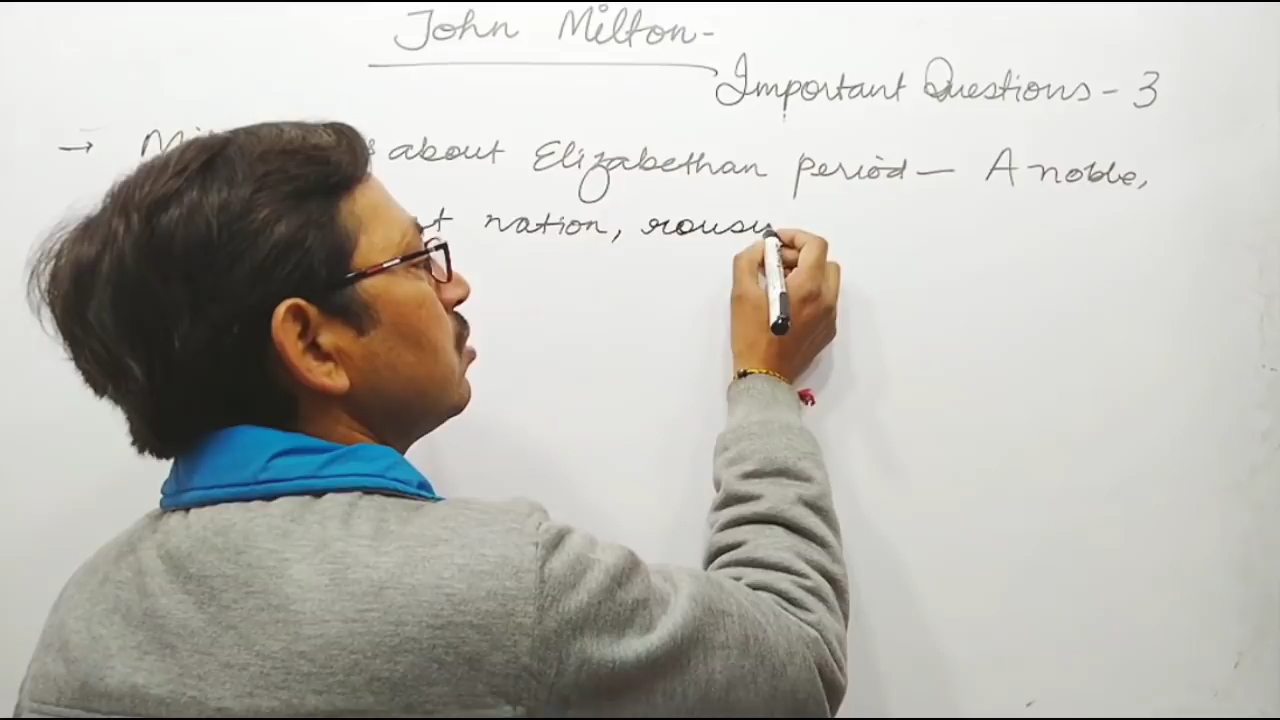 John Milton-
Important Questions - 3
→ about Elizabethan period — A noble,
nation, rousi